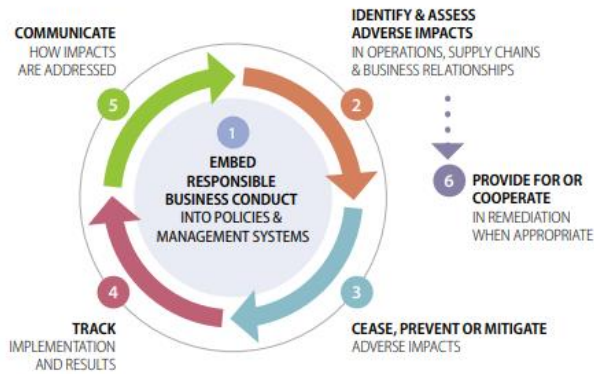 1
EMBED
RESPONSIBLE
BUSINESS CONDUCT
INTO POLICIES &
MANAGEMENT SYSTEMS
2
IDENTIFY & ASSESS
ADVERSE IMPACTS
IN OPERATIONS, SUPPLY CHAINS
& BUSINESS RELATIONSHIPS
3
CEASE, PREVENT OR MITIGATE
ADVERSE IMPACTS
4
TRACK
IMPLEMENTATION
AND RESULTS
5
COMMUNICATE
HOW IMPACTS
ARE ADDRESSED
6
PROVIDE FOR OR
COOPERATE
IN REMEDIATION
WHEN APPROPRIATE